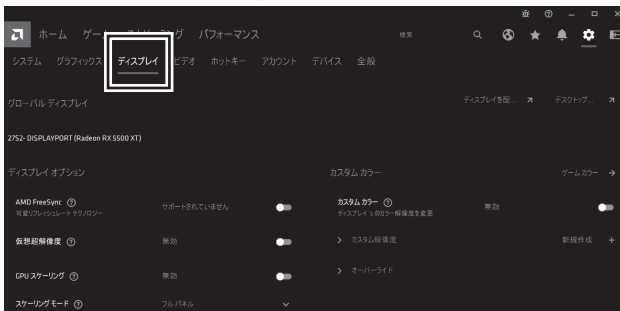 ホーム ゲーム パフォーマンス 検索
システム グラフィックス ディスプレイ ビデオ ホットキー アカウント デバイス 全般
グローバル ディスプレイ ディスプレイを配... デスクトップ...
27S2- DISPLAYPORT (Radeon RX 5500 XT)
ディスプレイ オプション カスタム カラー ゲーム カラー
AMD FreeSync サポートされていません カスタム カラー 無効
可変リフレッシュレート テクノロジー ディスプレイ's のカラー解像度を変更
仮想超解像度 無効 カスタム解像度 新規作成
GPU スケーリング 無効 オーバーライド
スケーリング モード フル パネル